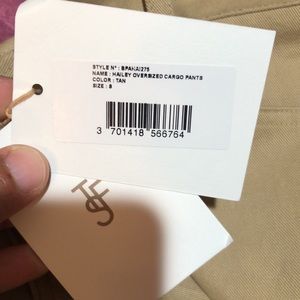 STYLE N° : BPAHAI275
NAME : HAILEY OVERSIZED CARGO PANTS
COLOR : TAN
SIZE : S
3 701418 566764